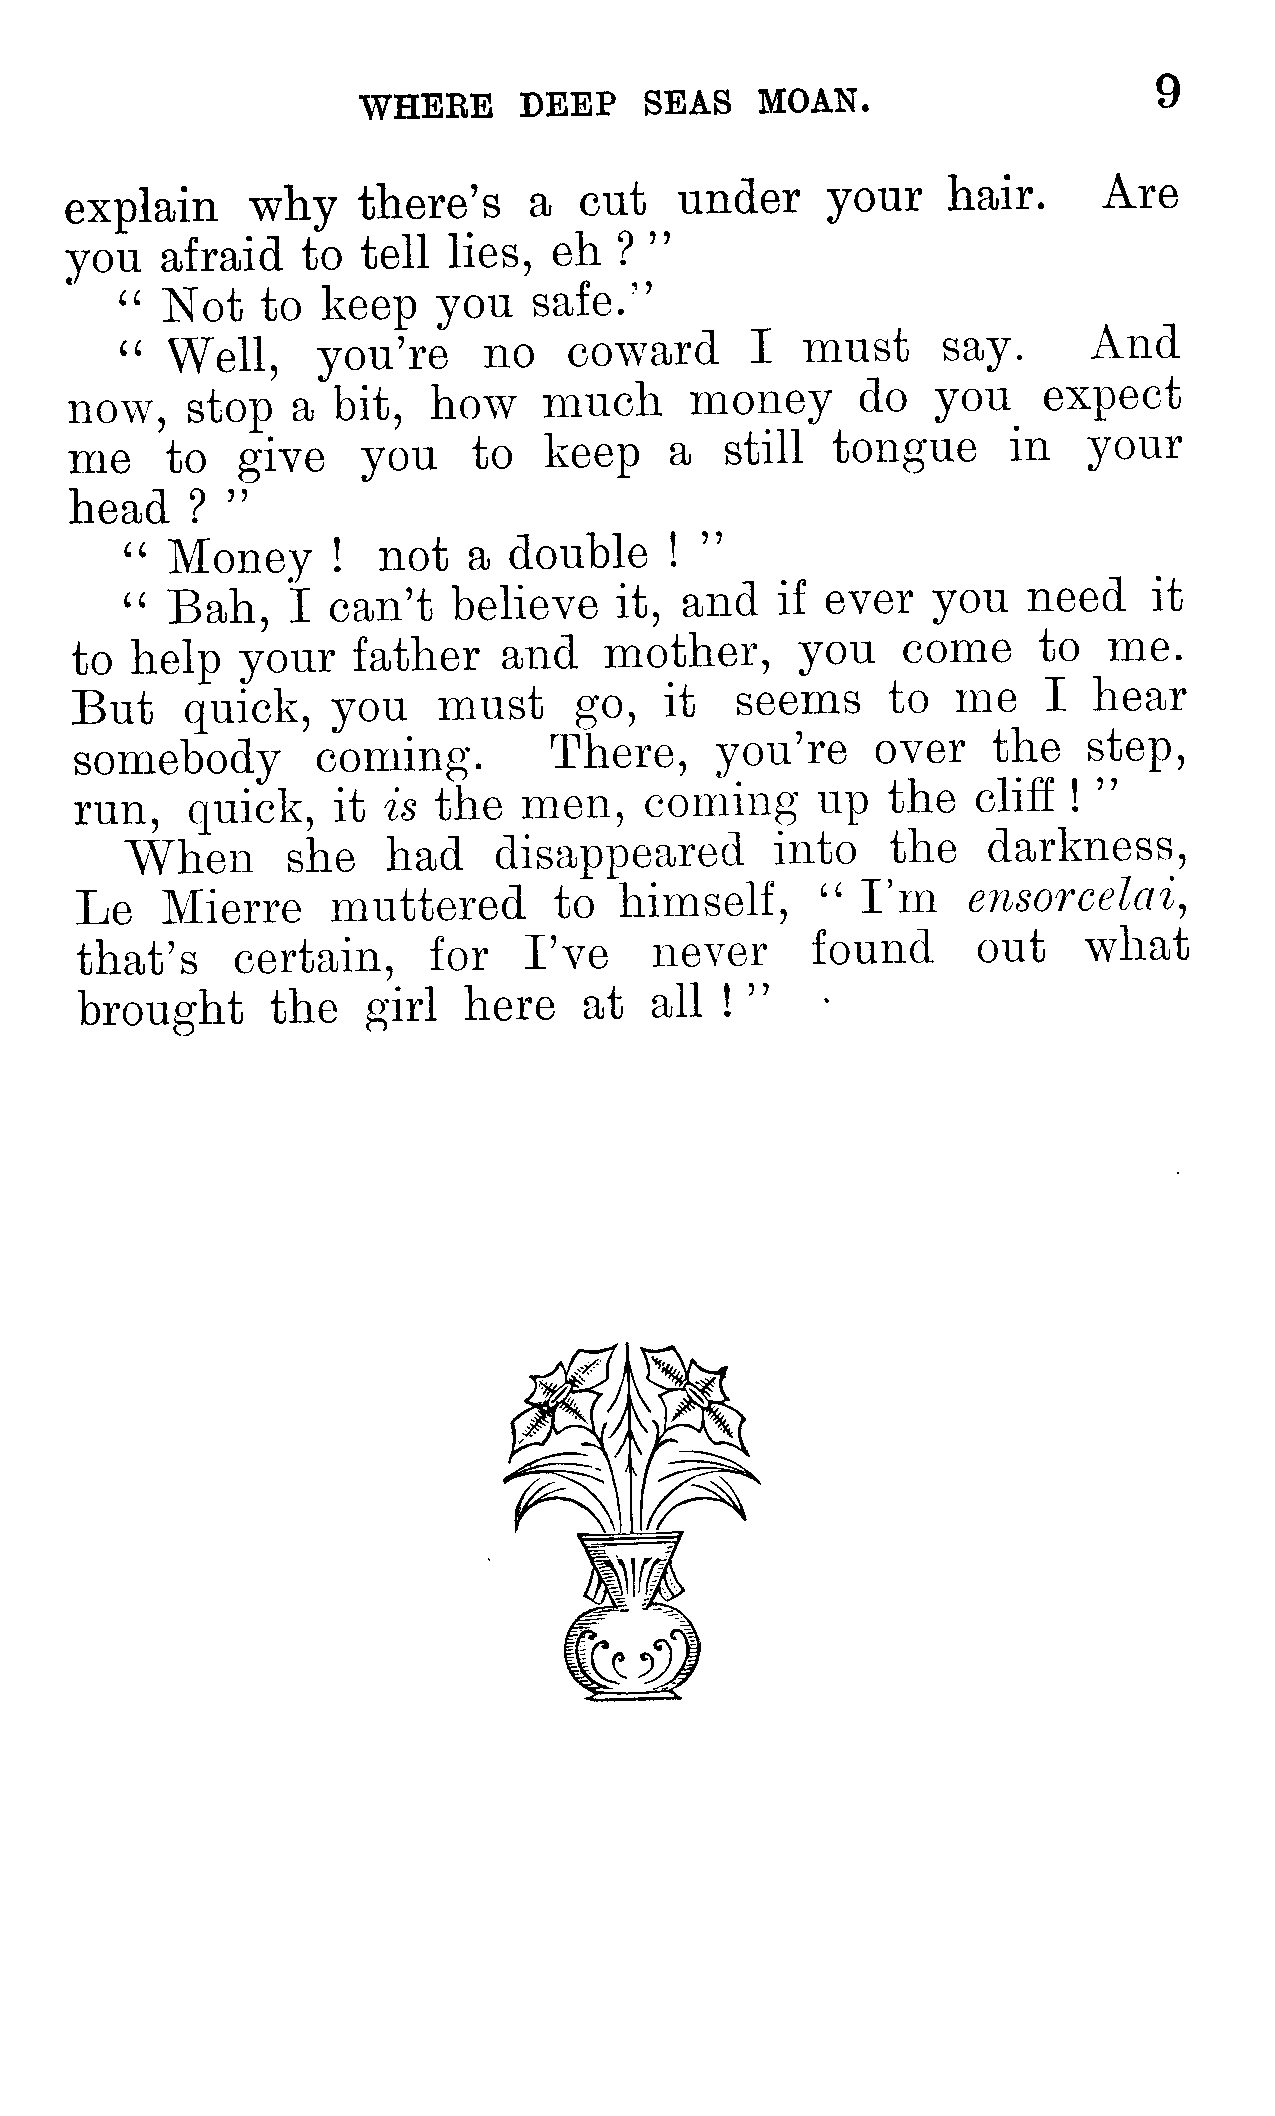 WHERE DEEP SEAS MOAN. 9
explain why there's a cut under your hair. Are
you afraid to tell lies, eh ? ”
“ Not to keep you safe.”
“ Well, you're no coward I must say. And
now, stop a bit, how much money do you expect
me to give you to keep a still tongue in your
head ? ”
“ Money ! not a double ! ”
“ Bah, I can't believe it, and if ever you need it
to help your father and mother, you come to me.
But quick, you must go, it seems to me I hear
somebody coming. There, you're over the step,
run, quick, it is the men, coming up the cliff ! ”
When she had disappeared into the darkness,
Le Mierre muttered to himself, “ I'm ensorcelai,
that's certain, for I've never found out what
brought the girl here at all ! ”